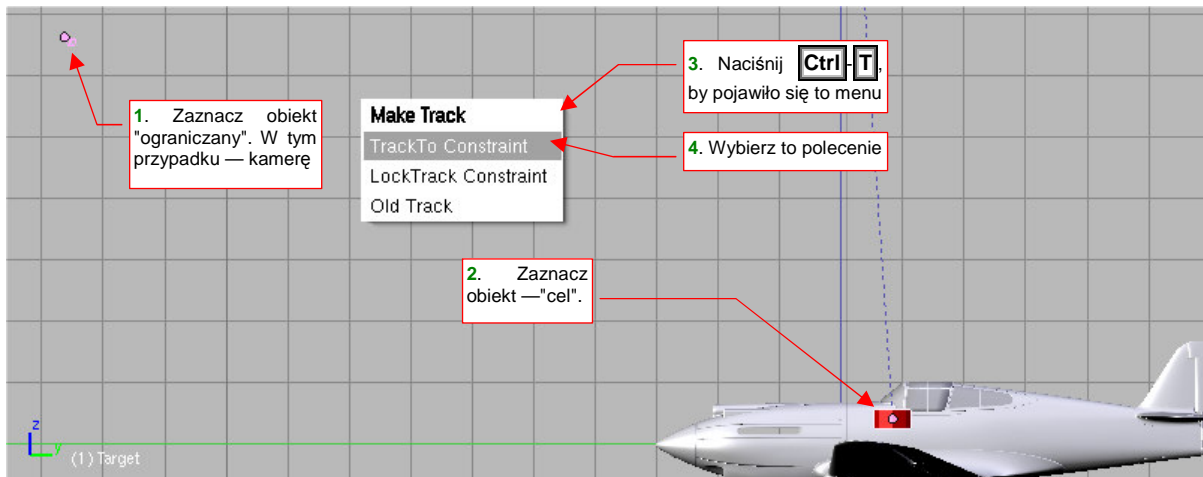 1. Zaznacz obiekt
"ograniczany". W tym
przypadku — kamerę
Make Track
TrackTo Constraint
LockTrack Constraint
Old Track
3. Naciśnij Ctrl-T,
by pojawiło się to menu
4. Wybierz to polecenie
2. Zaznacz
obiekt —"cel".
z
y
(1) Target